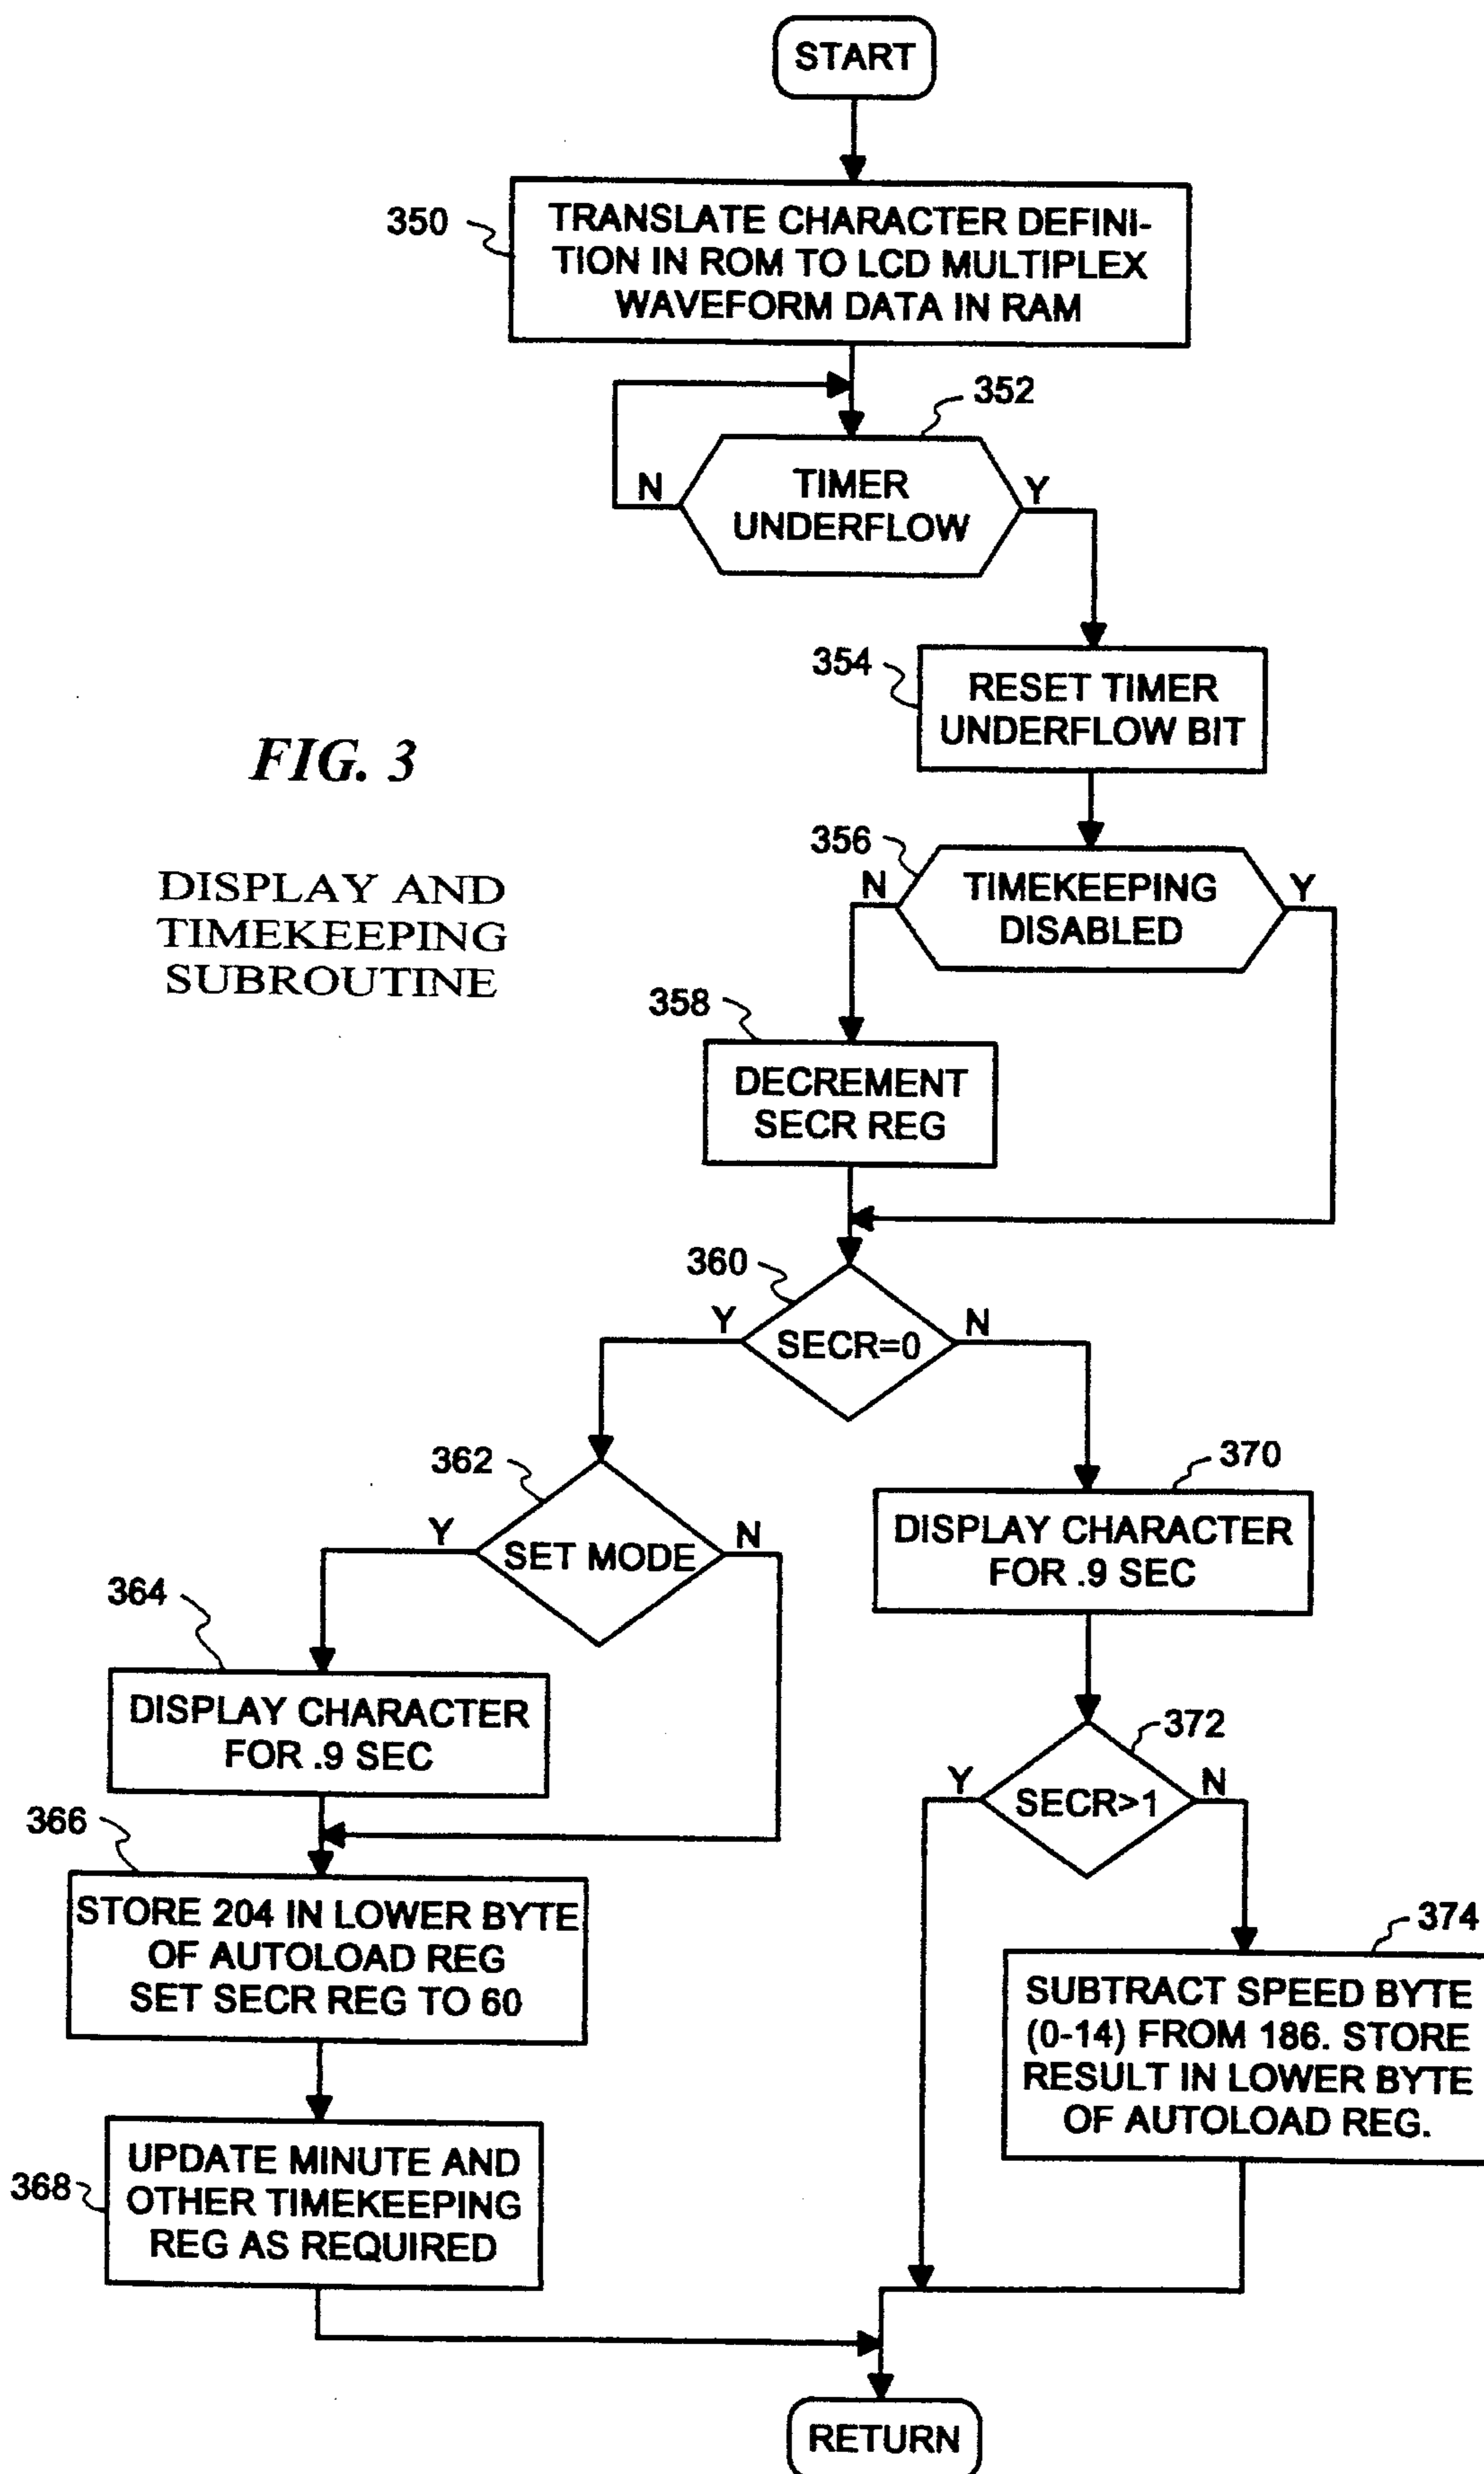 START
350
TRANSLATE CHARACTER DEFINI-
TION IN ROM TO LCD MULTIPLEX
WAVEFORM DATA IN RAM
352
TIMER
UNDERFLOW
N
Y
354
RESET TIMER
UNDERFLOW BIT
FIG. 3
DISPLAY AND
TIMEKEEPING
SUBROUTINE
356
N
TIMEKEEPING
DISABLED
Y
358
DECREMENT
SECR REG
360
Y
SECR=0
N
362
Y
SET MODE
N
370
DISPLAY CHARACTER
FOR .9 SEC
364
DISPLAY CHARACTER
FOR .9 SEC
372
Y
SECR>1
N
366
STORE 204 IN LOWER BYTE
OF AUTOLOAD REG
SET SECR REG TO 60
374
SUBTRACT SPEED BYTE
(0-14) FROM 186. STORE
RESULT IN LOWER BYTE
OF AUTOLOAD REG.
368
UPDATE MINUTE AND
OTHER TIMEKEEPING
REG AS REQUIRED
RETURN